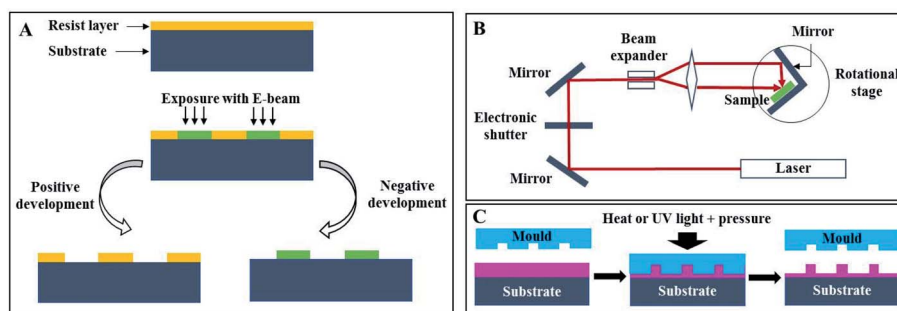 A
Resist layer
Substrate
Exposure with E-beam
Positive
development
Negative
development
B
Beam
expander
Mirror
Mirror
Rotational
stage
Sample
Electronic
shutter
Mirror
Laser
C
Heat or UV light + pressure
Mould
Mould
Substrate
Substrate
Substrate